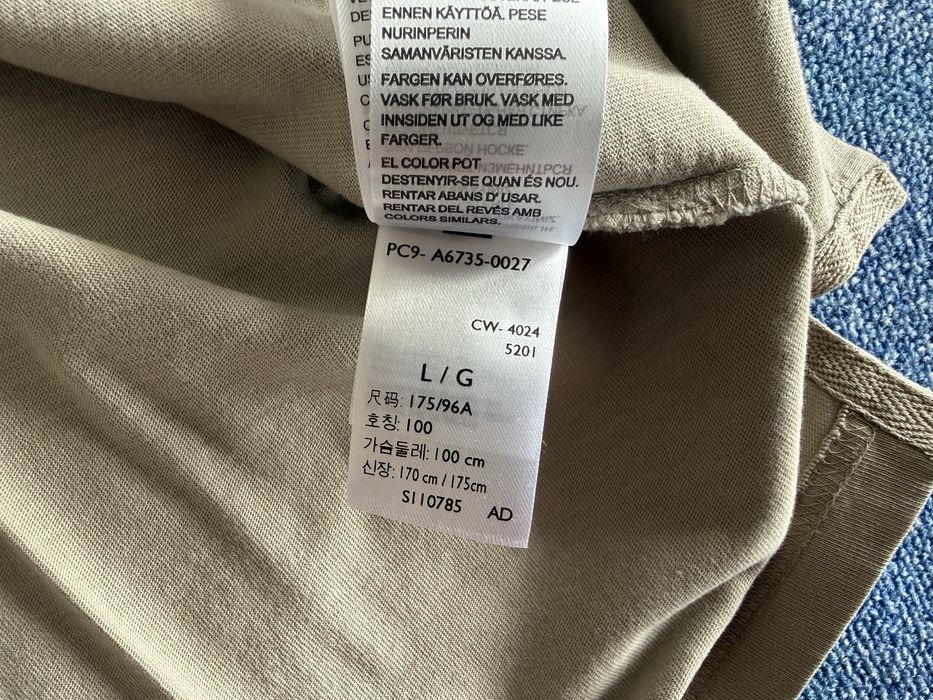 ENNEN KÄYTTÖÄ. PESE
NURINPERIN
SAMANVÄRISTEN KANSSA.
FARGEN KAN OVERFØRES.
VASK FØR BRUK. VASK MED
INNSIDEN UT OG MED LIKE
FARGER.
EL COLOR POT
DESTENYIR-SE QUAN ÉS NOU.
RENTAR ABANS D' USAR.
RENTAR DEL REVÉS AMB
COLORS SIMILARS.
PC9- A6735-0027
CW- 4024
5201
L / G
尺码: 175/96A
호칭: 100
가슴둘레: 100 cm
신장: 170 cm / 175cm
S110785 AD